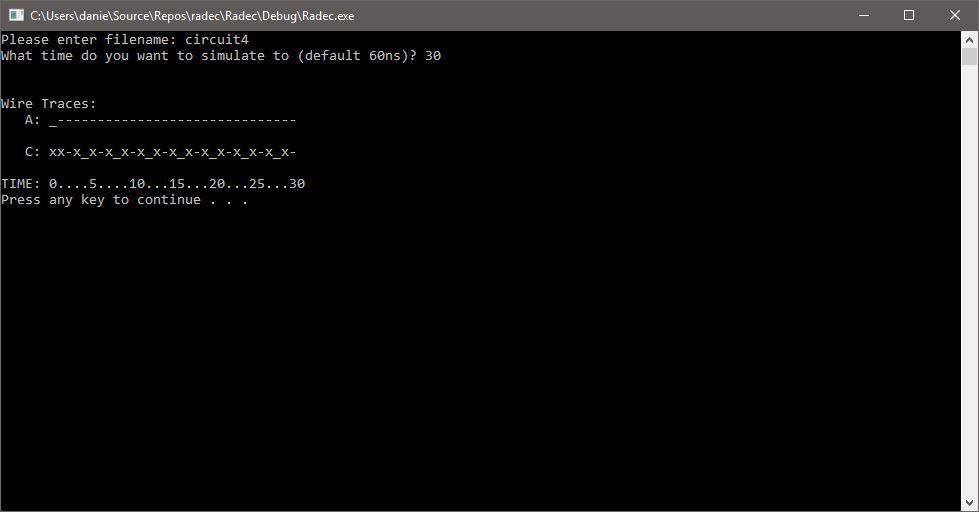 C:\Users\danie\Source\Repos\radec\Radec\Debug\Radec.exe
Please enter filename: circuit4
What time do you want to simulate to (default 60ns)? 30
Wire Traces:
A: _------------------------------
C: xx-x_x-x_x-x_x-x_x-x_x-x_x-x_x-
TIME: 0....5....10...15...20...25...30
Press any key to continue . . .